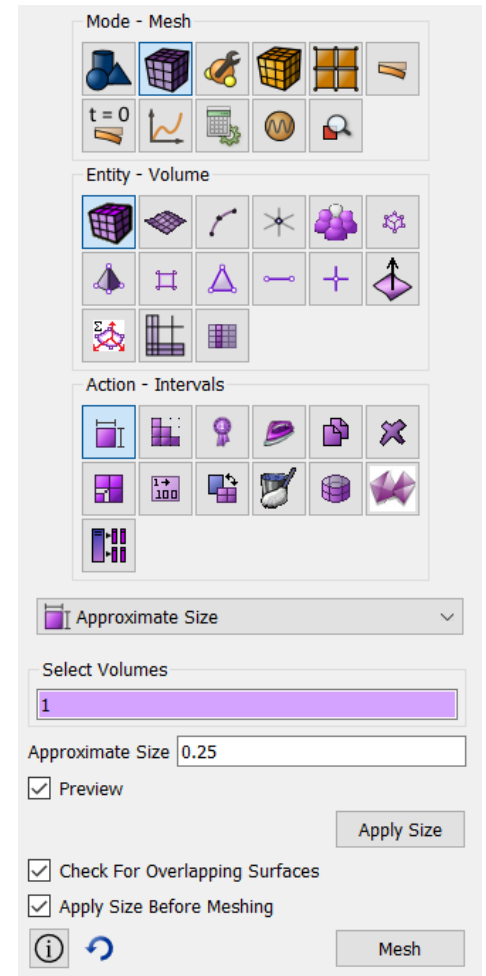 Mode - Mesh
t = 0
Entity - Volume
Σ
Action - Intervals
1
1→
100
Approximate Size
Select Volumes
1
Approximate Size 0.25
Preview
Apply Size
Check For Overlapping Surfaces
Apply Size Before Meshing
i
Mesh